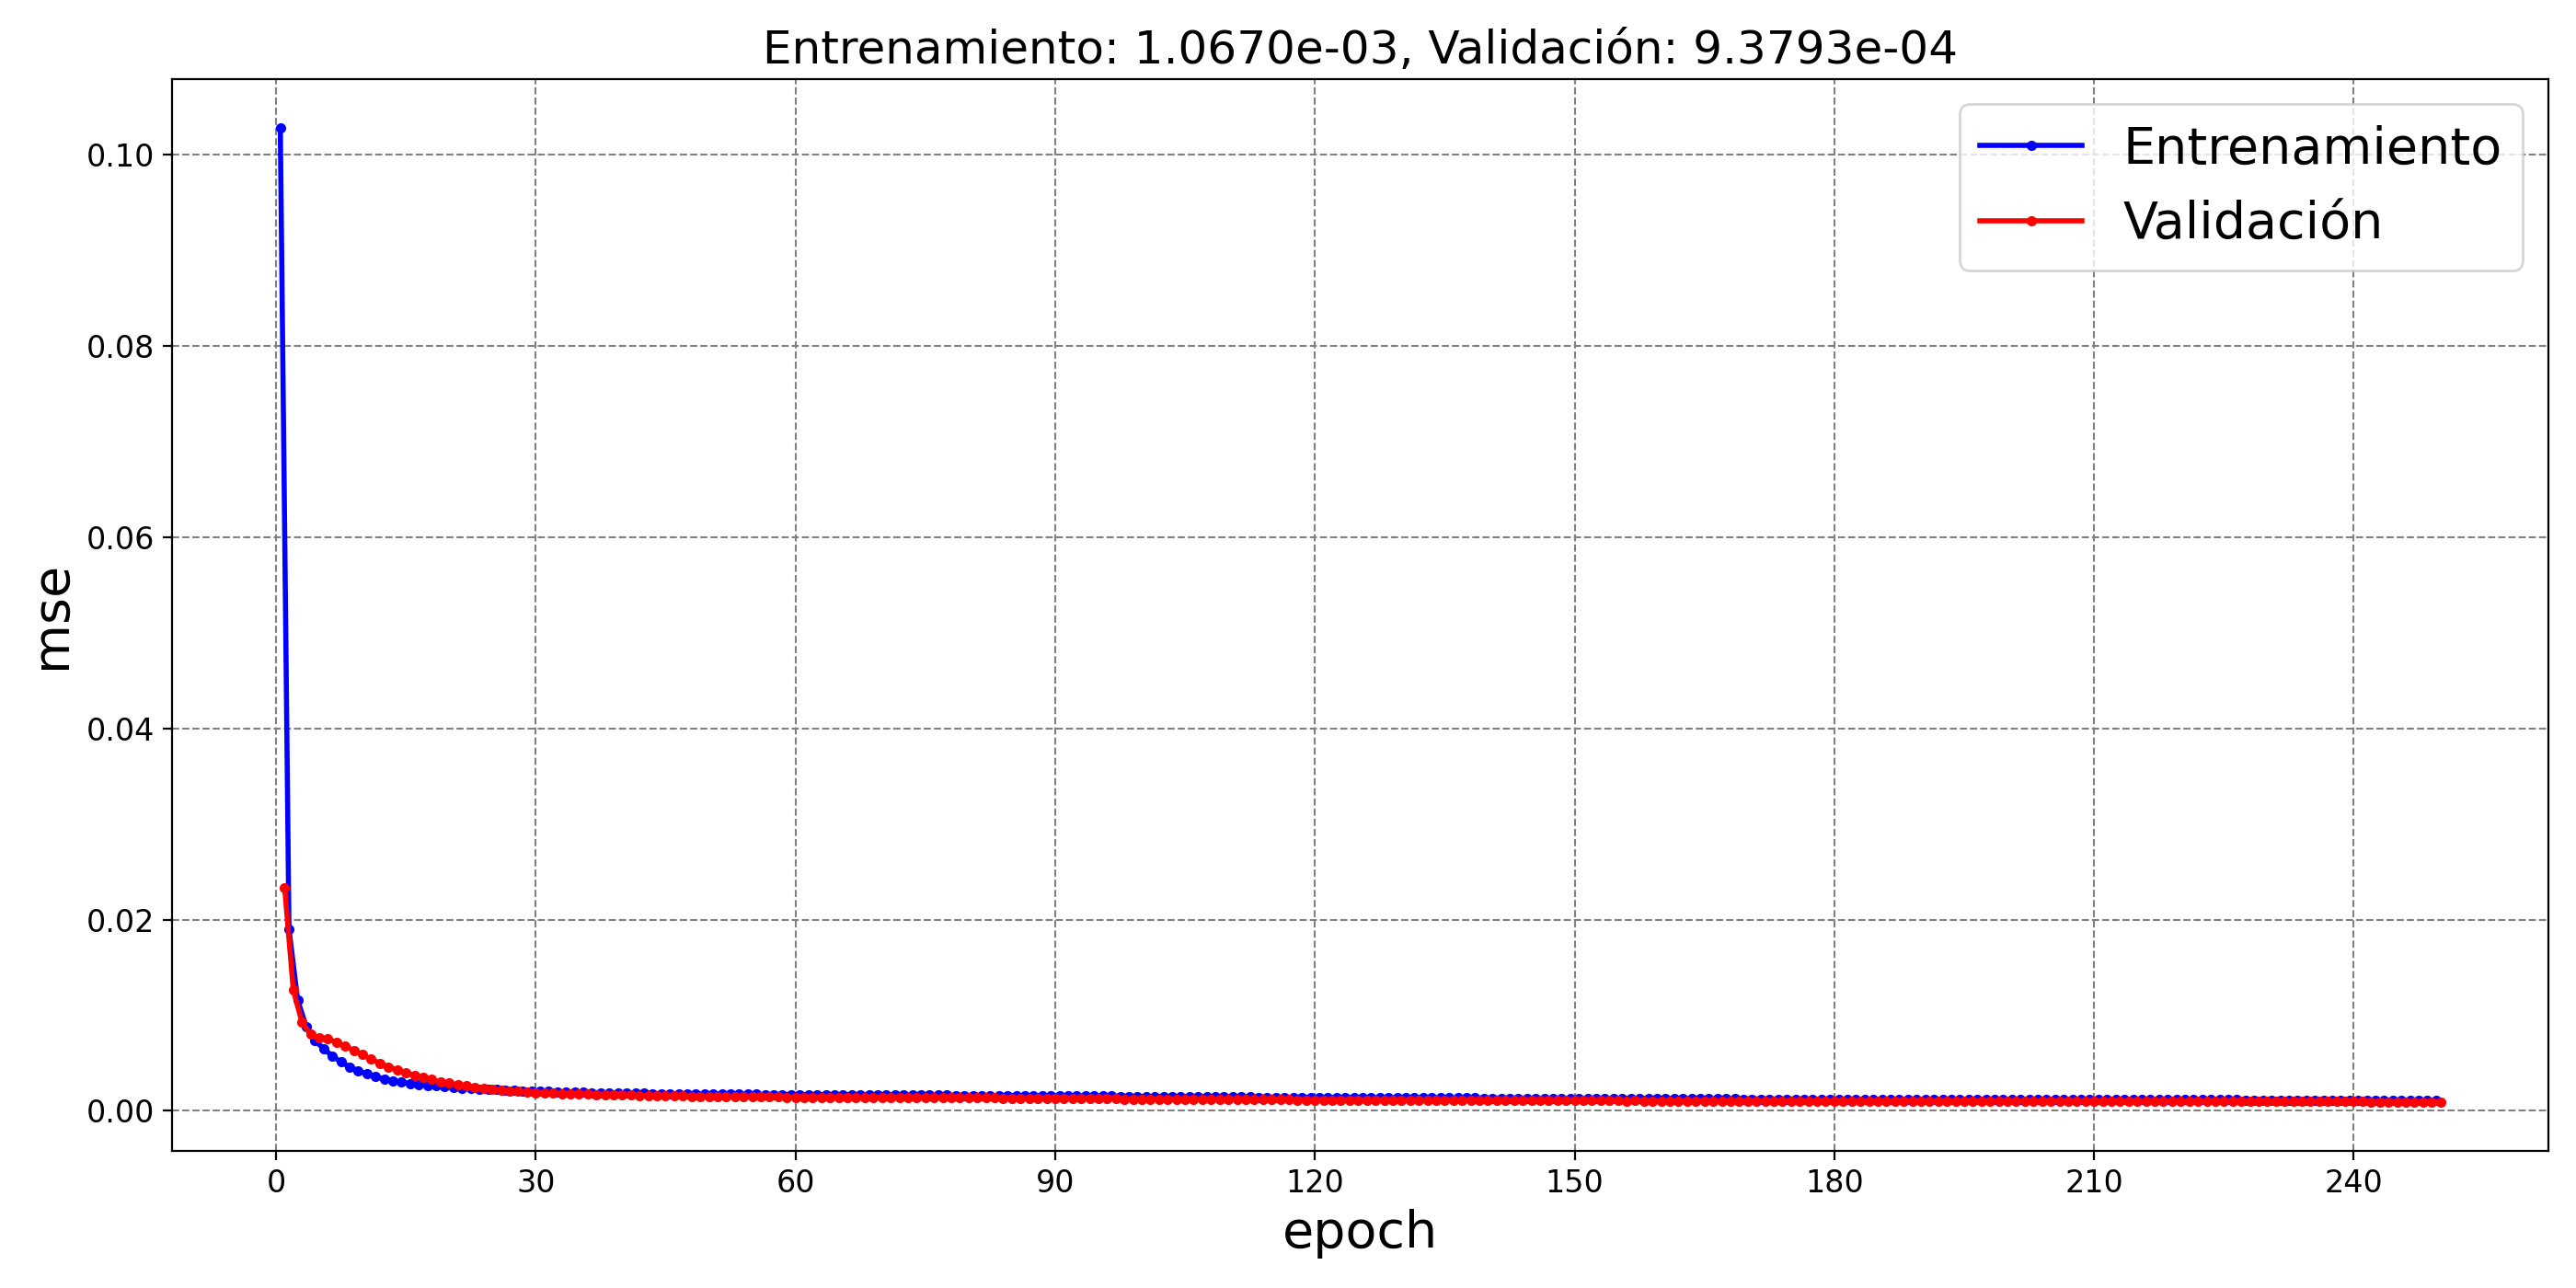 Entrenamiento: 1.0670e-03, Validación: 9.3793e-04
Entrenamiento
Validación
0.10
0.08
0.06
0.04
0.02
0.00
mse
0 30 60 90 120 150 180 210 240
epoch